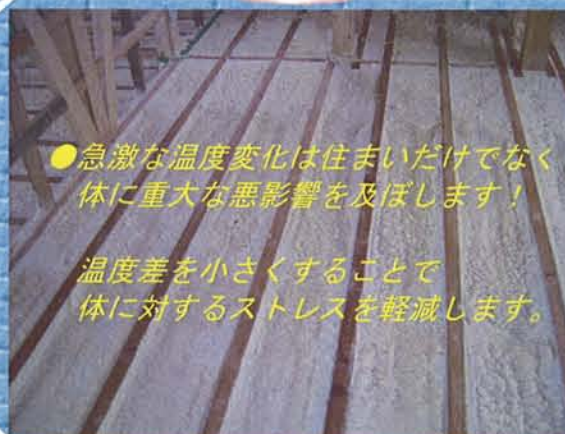 ●急激な温度変化は住まいだけでなく
体に重大な悪影響を及ぼします！
温度差を小さくすることで
体に対するストレスを軽減します。